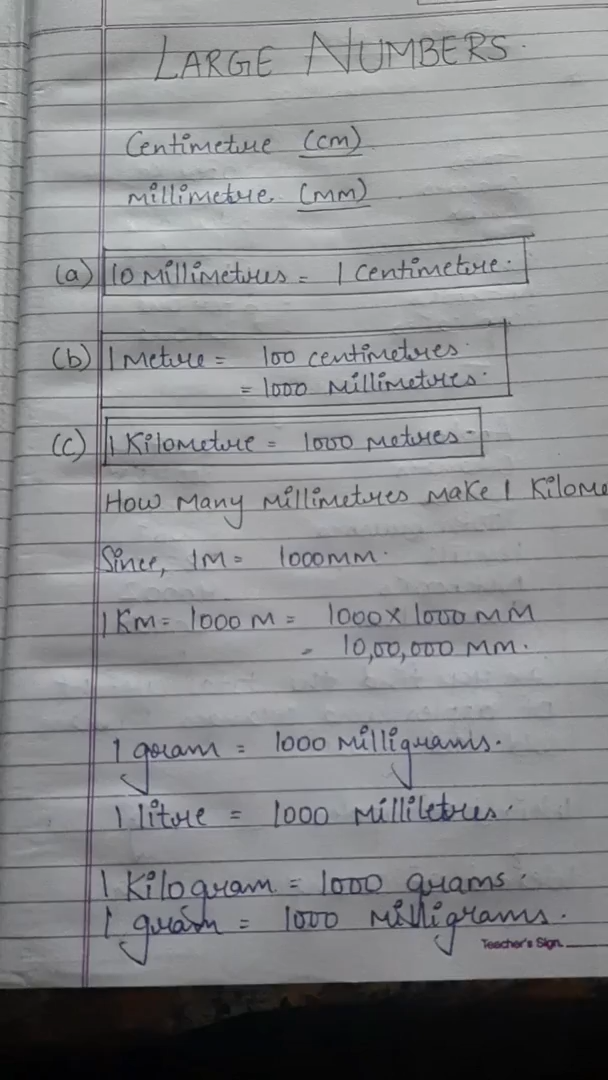 LARGE NUMBERS.
Centimetre (cm)
Millimetre. (MM)
(a) 10 Millimetres = 1 Centimetre.
(b) 1 Metre = 100 centimetres.
= 1000 Millimetres.
(c) 1 Kilometre = 1000 Metres.
How Many Millimetres Make 1 Kilome
Since, 1M = 1000MM.
1 KM = 1000 M = 1000 X 1000 MM
= 10,00,000 MM.
1 gram = 1000 Milligrams.
1 litre = 1000 Milliletres.
1 Kilogram = 1000 grams.
1 gram = 1000 Milligrams.
Teacher's Sign.